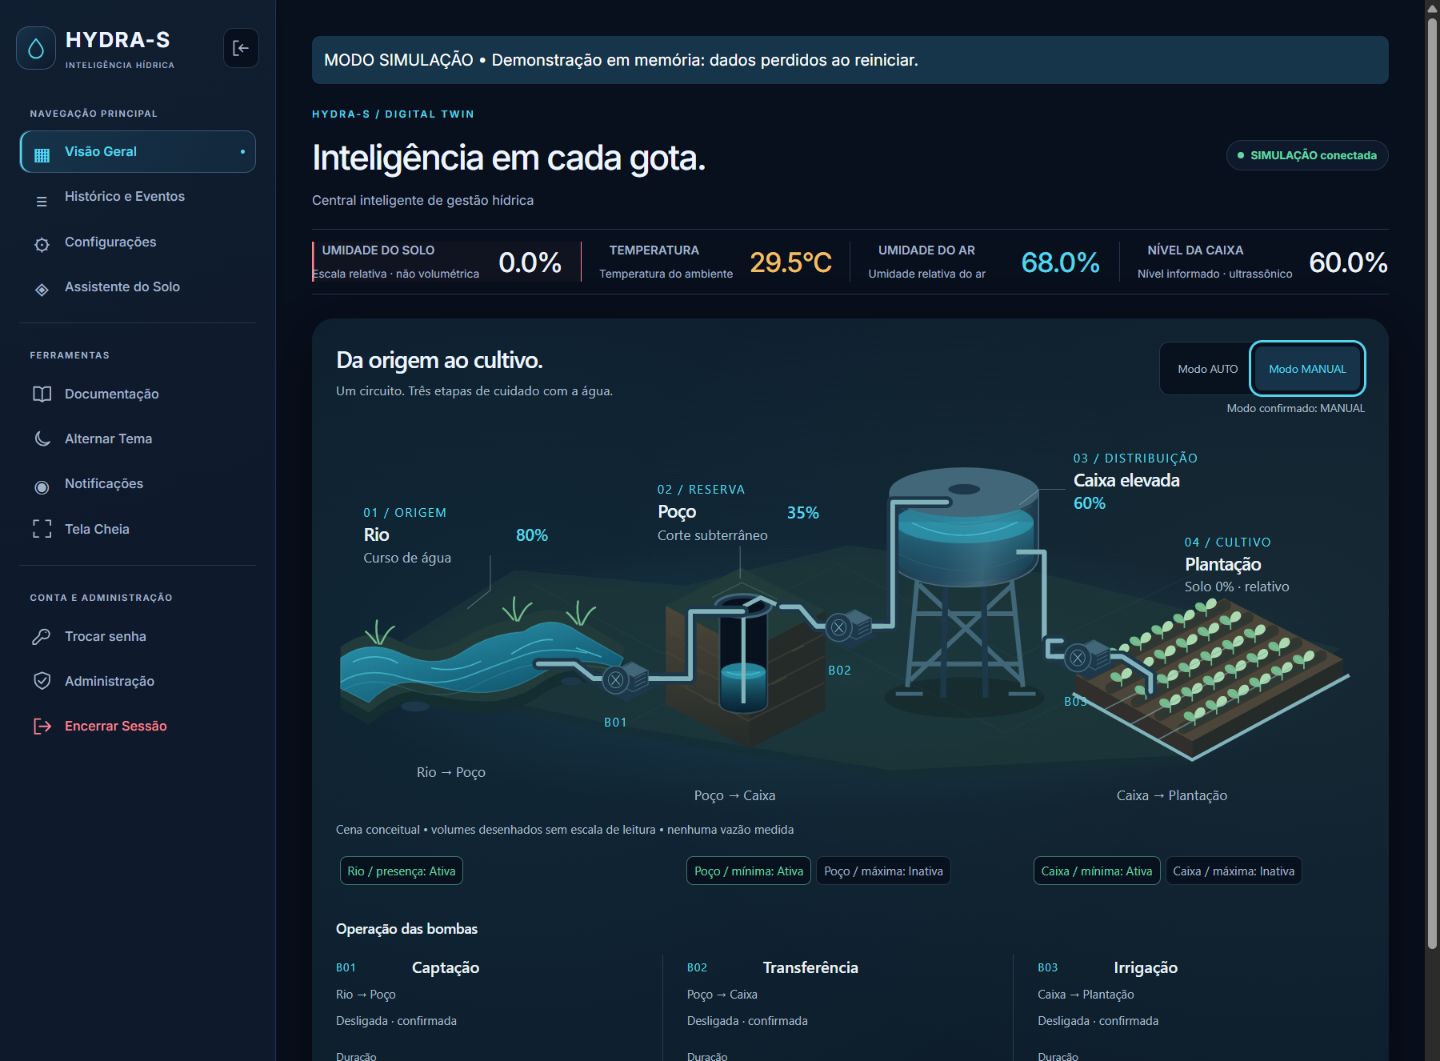 HYDRA-S
INTELIGÊNCIA HÍDRICA
NAVEGAÇÃO PRINCIPAL
Visão Geral
Histórico e Eventos
Configurações
Assistente do Solo
FERRAMENTAS
Documentação
Alternar Tema
Notificações
Tela Cheia
CONTA E ADMINISTRAÇÃO
Trocar senha
Administração
Encerrar Sessão
MODO SIMULAÇÃO • Demonstração em memória: dados perdidos ao reiniciar.
HYDRA-S / DIGITAL TWIN
Inteligência em cada gota.
SIMULAÇÃO conectada
Central inteligente de gestão hídrica
UMIDADE DO SOLO
Escala relativa · não volumétrica
0.0%
TEMPERATURA
Temperatura do ambiente
29.5°C
UMIDADE DO AR
Umidade relativa do ar
68.0%
NÍVEL DA CAIXA
Nível informado · ultrassônico
60.0%
Da origem ao cultivo.
Um circuito. Três etapas de cuidado com a água.
Modo AUTO
Modo MANUAL
Modo confirmado: MANUAL
01 / ORIGEM
Rio
80%
Curso de água
02 / RESERVA
Poço
35%
Corte subterrâneo
03 / DISTRIBUIÇÃO
Caixa elevada
60%
04 / CULTIVO
Plantação
Solo 0% · relativo
B01
B02
B03
Rio → Poço
Poço → Caixa
Caixa → Plantação
Cena conceitual • volumes desenhados sem escala de leitura • nenhuma vazão medida
Rio / presença: Ativa
Poço / mínima: Ativa
Poço / máxima: Inativa
Caixa / mínima: Ativa
Caixa / máxima: Inativa
Operação das bombas
B01 Captação
Rio → Poço
Desligada · confirmada
Duração
B02 Transferência
Poço → Caixa
Desligada · confirmada
Duração
B03 Irrigação
Caixa → Plantação
Desligada · confirmada
Duração